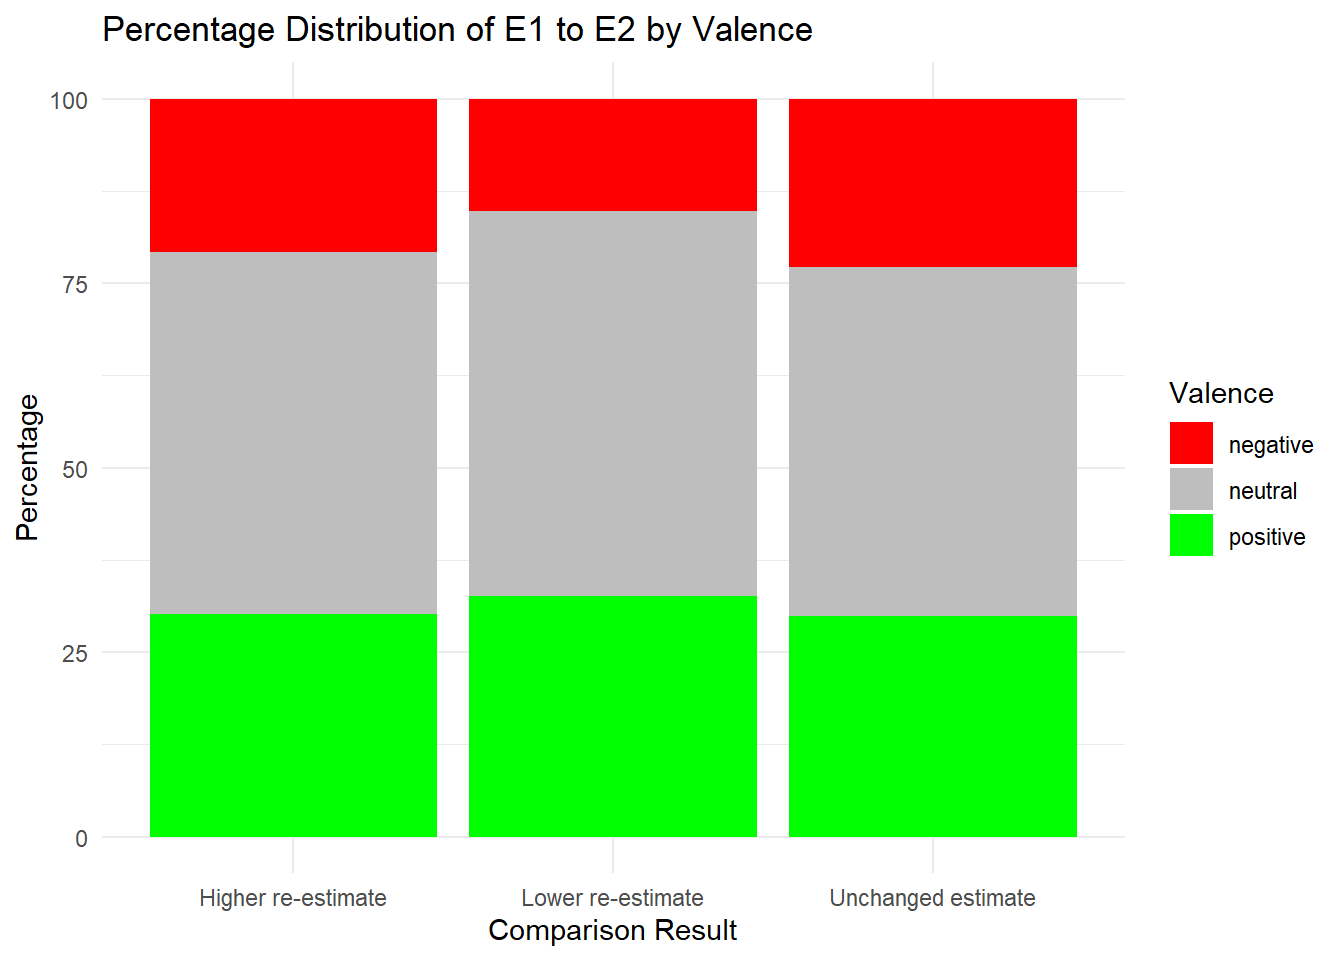 Percentage Distribution of E1 to E2 by Valence
Percentage
100
75
50
25
0
Higher re-estimate
Lower re-estimate
Unchanged estimate
Comparison Result
Valence
negative
neutral
positive